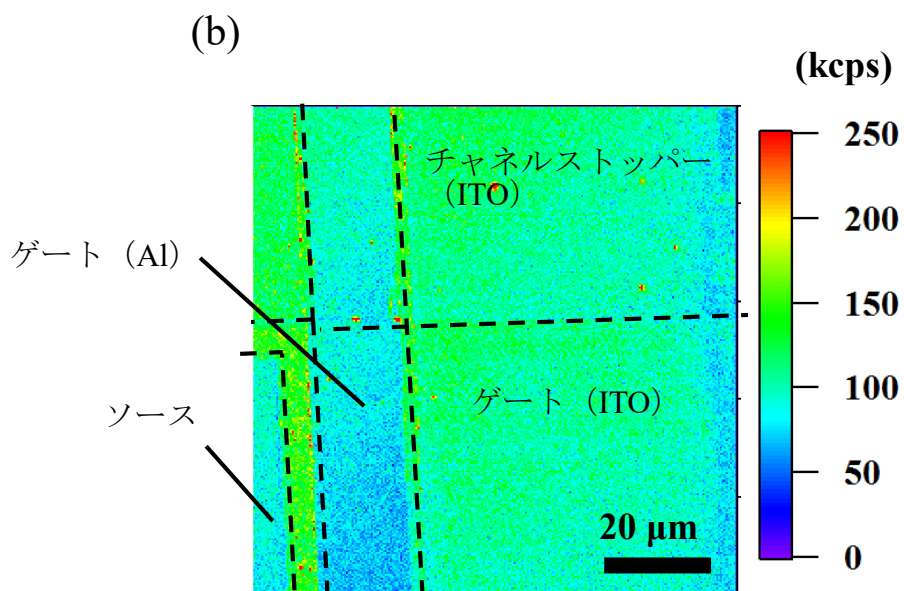 (b)
(kcps)
250
200
150
100
50
0
チャネルストッパー
（ITO）
ゲート（Al）
ゲート（ITO）
ソース
20 μm